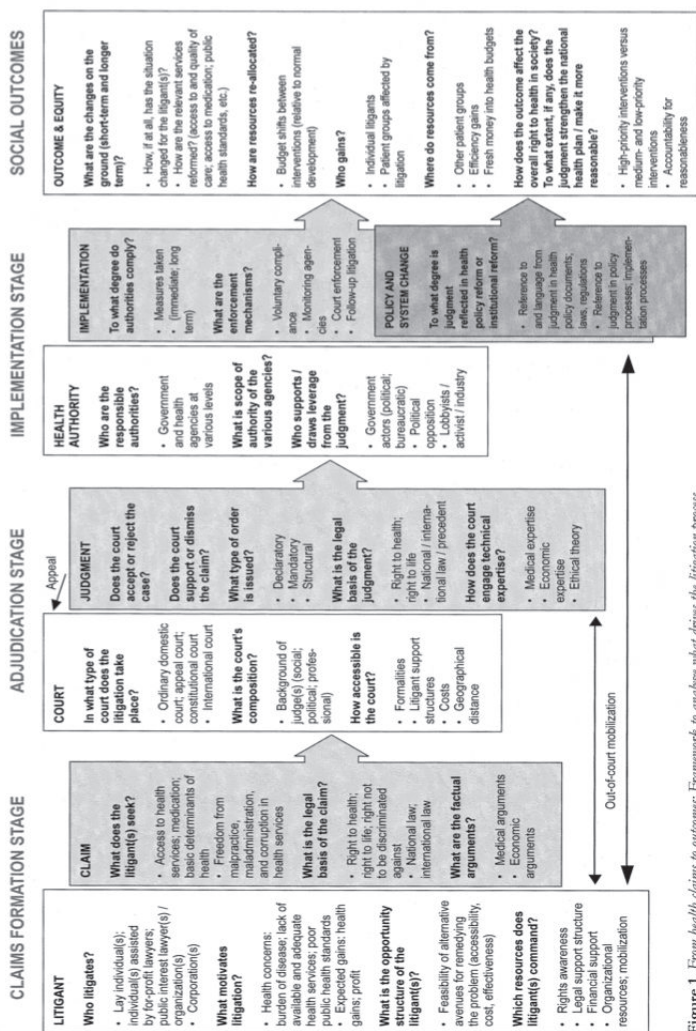 CLAIMS FORMATION STAGE
LITIGANT
Who litigates?
• Lay individual(s);
individual(s) assisted
by for-profit lawyers;
public interest lawyer(s) /
organization(s)
• Corporation(s)
What motivates
litigation?
• Health concerns:
burden of disease; lack of
available and adequate
health services; poor
public health standards
• Expected gains: health
gains; profit
What is the opportunity
structure of the
litigant(s)?
• Feasibility of alternative
avenues for remedying
the problem (accessibility,
cost, effectiveness)
Which resources does
litigant(s) command?
• Rights awareness
• Legal support structure
• Financial support
• Organizational
resources; mobilization
CLAIM
What does the
litigant(s) seek?
• Access to health
services; medication;
basic determinants of
health
• Freedom from
malpractice,
maladministration,
and corruption in
health services
What is the legal
basis of the claim?
• Right to health;
right to life; right not
to be discriminated
against
• National law;
international law
What are the factual
arguments?
• Medical arguments
• Economic
arguments
ADJUDICATION STAGE
COURT
In what type of
court does the
litigation take
place?
• Ordinary domestic
court; appeal court;
constitutional court
• International court
What is the court's
composition?
• Background of
judge(s) (social;
political; profes-
sional)
How accessible is
the court?
• Formalities
• Litigant support
structures
• Costs
• Geographical
distance
Appeal
JUDGMENT
Does the court
accept or reject the
case?
Does the court
support or dismiss
the claim?
What type of order
is issued?
• Declaratory
• Mandatory
• Structural
What is the legal
basis of the
judgment?
• Right to health;
right to life
• National / interna-
tional law / precedent
How does the court
engage technical
expertise?
• Medical expertise
• Economic
expertise
• Ethical theory
IMPLEMENTATION STAGE
HEALTH
AUTHORITY
Who are the
responsible
authorities?
• Government
and health
agencies at
various levels
What is scope of
authority of the
various agencies?
Who supports /
draws leverage
from the
judgment?
• Government
actors (political;
bureaucratic)
• Political
opposition
• Lobbyists /
activist / industry
IMPLEMENTATION
To what degree do
authorities comply?
• Measures taken
• (immediate; long
term)
What are the
enforcement
mechanisms?
• Voluntary compli-
ance
• Monitoring agen-
cies
• Court enforcement
• Follow-up litigation
POLICY AND
SYSTEM CHANGE
To what degree is
judgment
reflected in health
policy reform or
institutional reform?
• Reference to
and language from
judgment in health
policy documents;
laws, regulations
• Reference to
judgment in policy
processes; implemen-
tation processes
SOCIAL OUTCOMES
OUTCOME & EQUITY
What are the changes on the
ground (short-term and longer
term)?
• How, if at all, has the situation
changed for the litigant(s)?
• How are the relevant services
reformed? (access to and quality of
care; access to medication; public
health standards, etc.)
How are resources re-allocated?
• Budget shifts between
interventions (relative to normal
development)
Who gains?
• Individual litigants
• Patient groups affected by
litigation
Where do resources come from?
• Other patient groups
• Efficiency gains
• Fresh money into health budgets
How does the outcome affect the
overall right to health in society?
To what extent, if any, does the
judgment strengthen the national
health plan / make it more
reasonable?
• High-priority interventions versus
medium- and low-priority
interventions
• Accountability for
reasonableness
Out-of-court mobilization
Figure 1. From health claims to outcomes: Framework to analyze what drives the litigation process